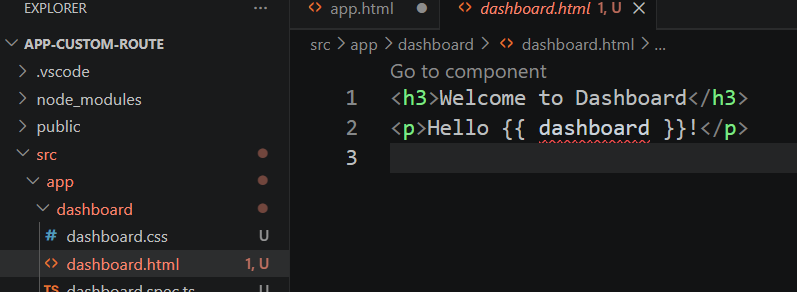 EXPLORER
...
APP-CUSTOM-ROUTE
.vscode
node_modules
public
src
app
dashboard
# dashboard.css U
<> dashboard.html 1, U
TS dashboard.spec.ts U
<> app.html
<> dashboard.html 1, U
src > app > dashboard > <> dashboard.html > ...
Go to component
1 <h3>Welcome to Dashboard</h3>
2 <p>Hello {{ dashboard }}!</p>
3